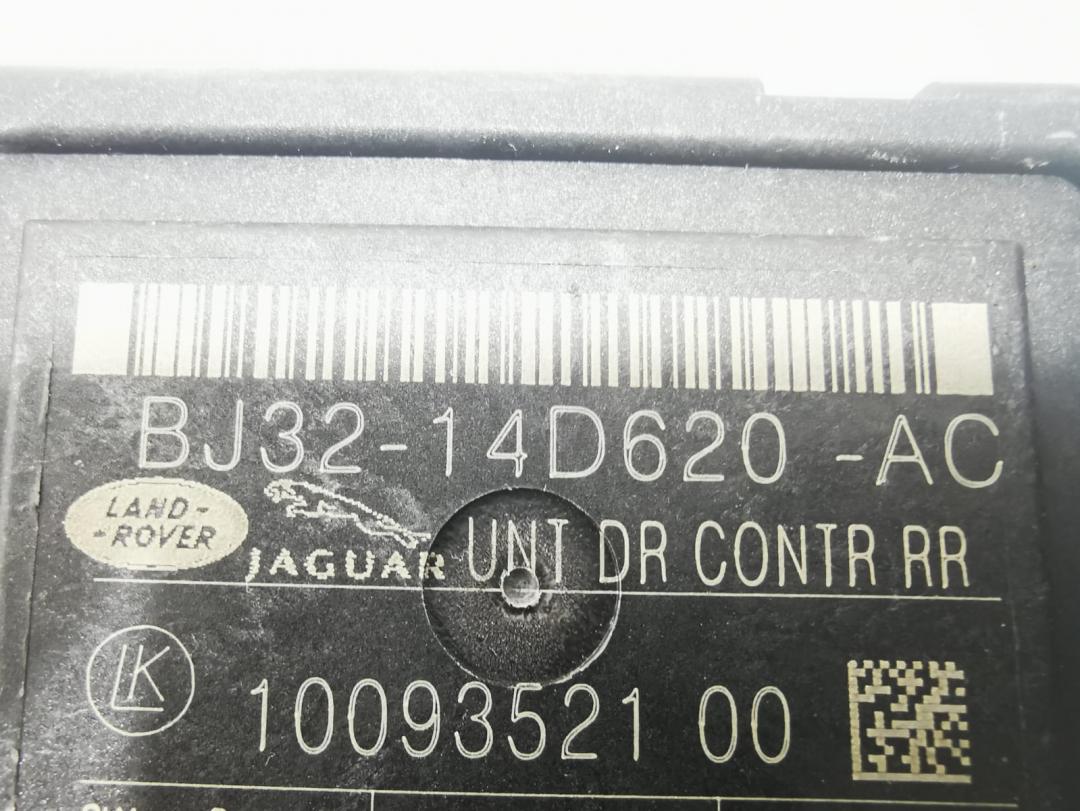 BJ32-14D620 -AC
LAND-
-ROVER
JAGUAR
UNT DR CONTR RR
LK
10093521 00